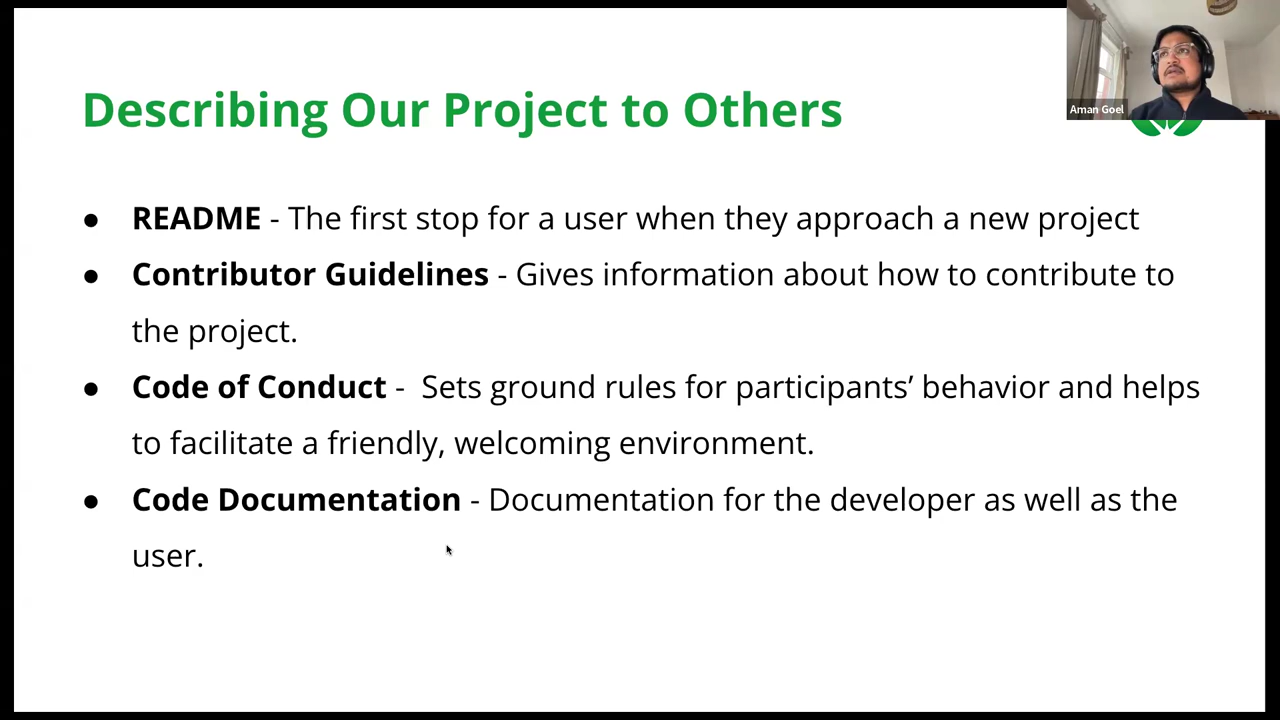 Describing Our Project to Others
Aman Goel
● README - The first stop for a user when they approach a new project
● Contributor Guidelines - Gives information about how to contribute to
the project.
● Code of Conduct -  Sets ground rules for participants’ behavior and helps
to facilitate a friendly, welcoming environment.
● Code Documentation - Documentation for the developer as well as the
user.